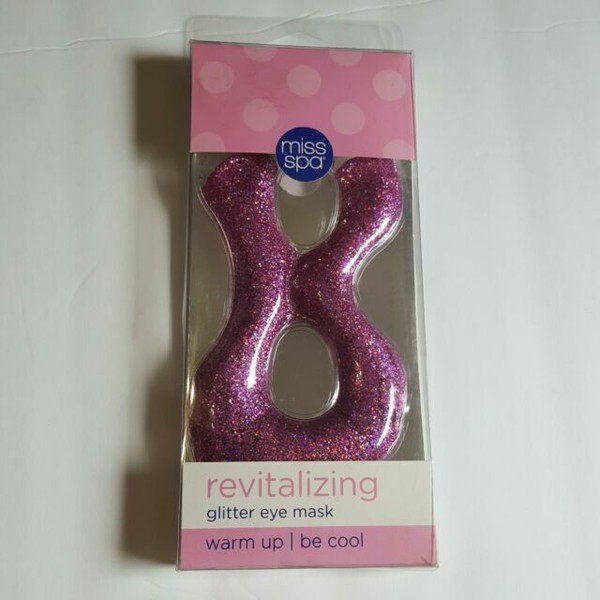 miss
spa®
revitalizing
glitter eye mask
warm up | be cool